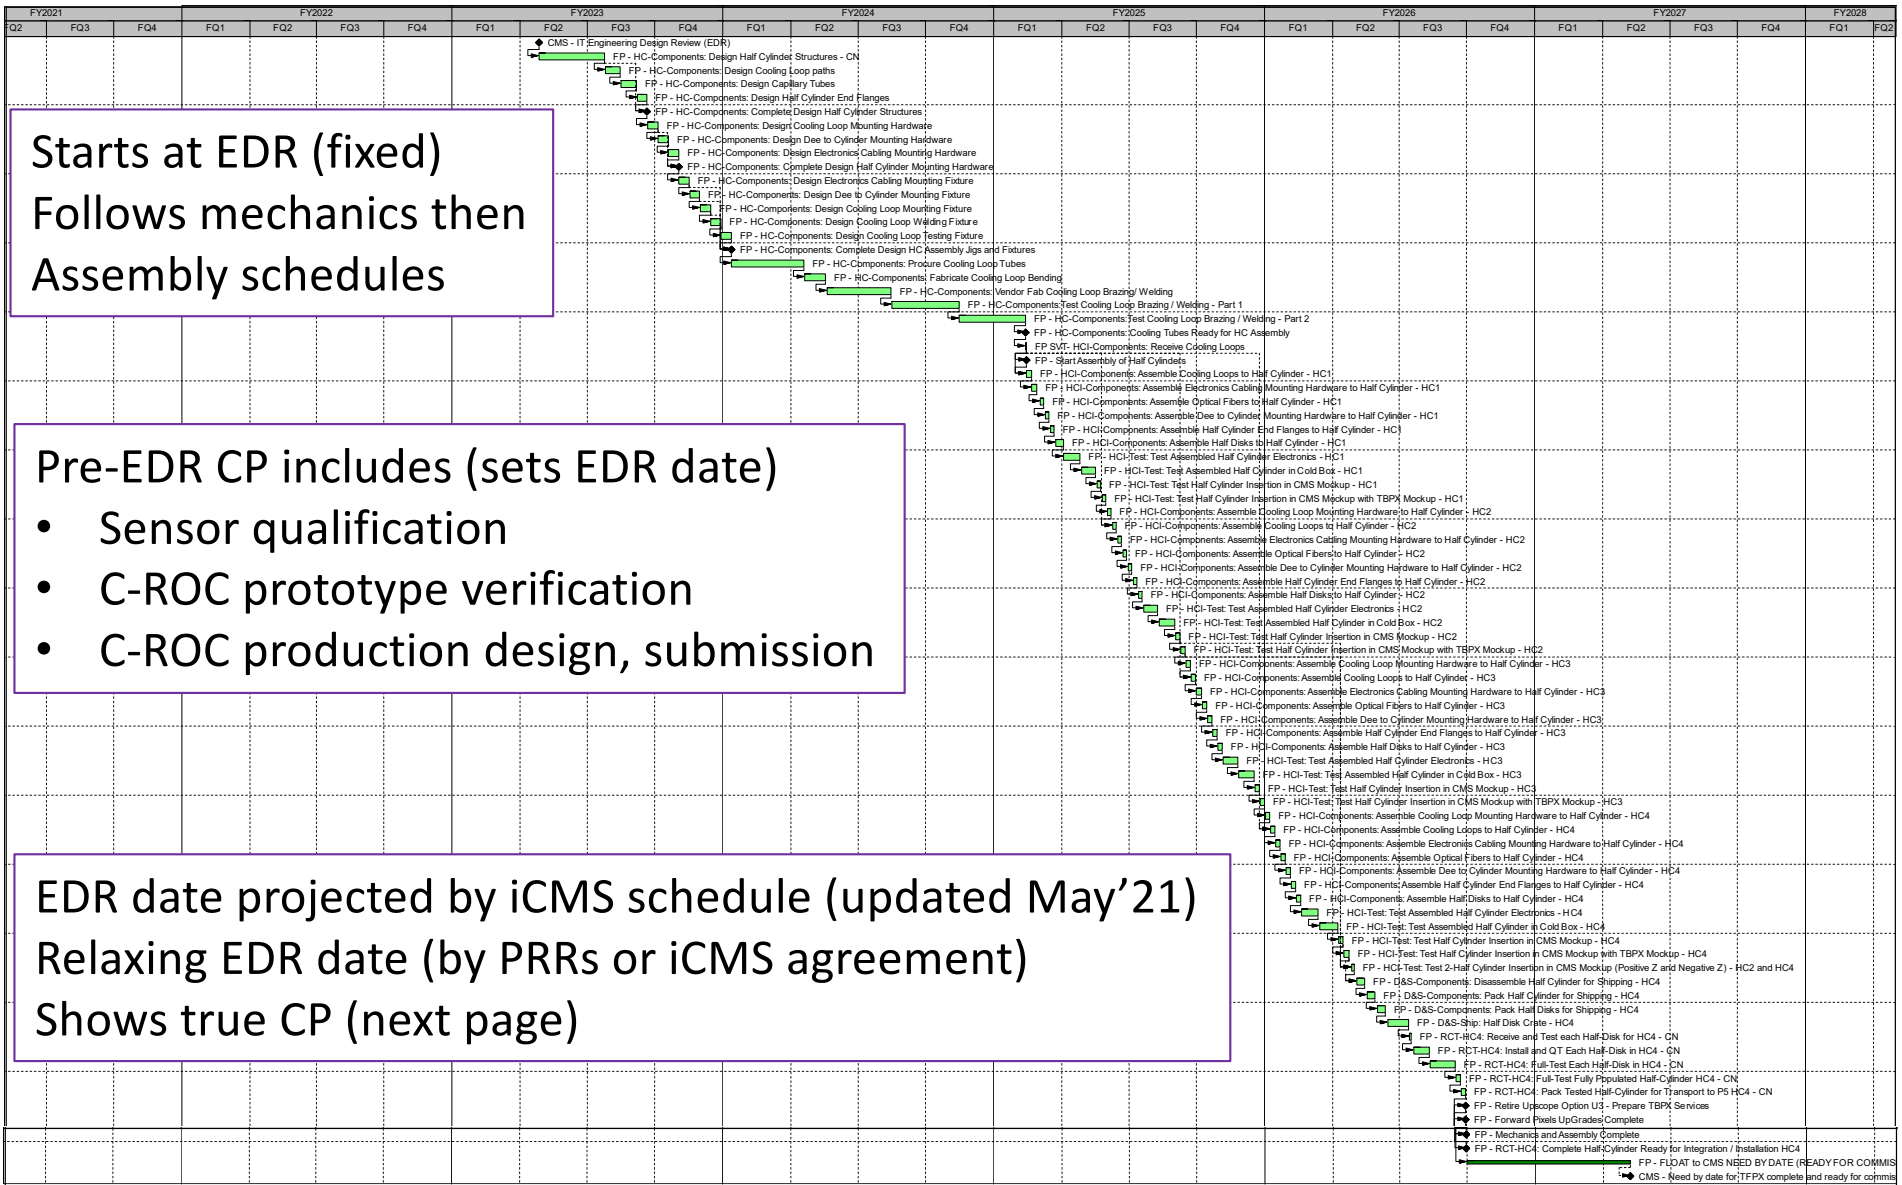 FY2021 FY2022 FY2023 FY2024 FY2025 FY2026 FY2027 FY2028
FQ2 FQ3 FQ4 FQ1 FQ2 FQ3 FQ4 FQ1 FQ2 FQ3 FQ4 FQ1 FQ2 FQ3 FQ4 FQ1 FQ2 FQ3 FQ4 FQ1 FQ2 FQ3 FQ4 FQ1 FQ2 FQ3 FQ4 FQ1 FQ2
CMS - IT Engineering Design Review (EDR)
FP - HC-Components: Design Half Cylinder Structures - CN
FP - HC-Components: Design Cooling Loop paths
FP - HC-Components: Design Capillary Tubes
FP - HC-Components: Design Half Cylinder End Flanges
FP - HC-Components: Complete Design Half Cylinder Structures
FP - HC-Components: Design Cooling Loop Mounting Hardware
FP - HC-Components: Design Dee to Cylinder Mounting Hardware
FP - HC-Components: Design Electronics Cabling Mounting Hardware
FP - HC-Components: Complete Design Half Cylinder Mounting Hardware
FP - HC-Components: Design Electronics Cabling Mounting Fixture
FP - HC-Components: Design Dee to Cylinder Mounting Fixture
FP - HC-Components: Design Cooling Loop Mounting Fixture
FP - HC-Components: Design Cooling Loop Welding Fixture
FP - HC-Components: Design Cooling Loop Testing Fixture
FP - HC-Components: Complete Design HC Assembly Jigs and Fixtures
FP - HC-Components: Procure Cooling Loop Tubes
FP - HC-Components: Fabricate Cooling Loop Bending
FP - HC-Components: Vendor Fab Cooling Loop Brazing/ Welding
FP - HC-Components:Test Cooling Loop Brazing / Welding - Part 1
FP - HC-Components:Test Cooling Loop Brazing / Welding - Part 2
FP - HC-Components: Cooling Tubes Ready for HC Assembly
FP SVT- HCI-Components: Receive Cooling Loops
FP - Start Assembly of Half Cylinders
FP - HCI-Components: Assemble Cooling Loops to Half Cylinder - HC1
FP - HCI-Components: Assemble Electronics Cabling Mounting Hardware to Half Cylinder - HC1
FP - HCI-Components: Assemble Optical Fibers to Half Cylinder - HC1
FP - HCI-Components: Assemble Dee to Cylinder Mounting Hardware to Half Cylinder - HC1
FP - HCI-Components: Assemble Half Cylinder End Flanges to Half Cylinder - HC1
FP - HCI-Components: Assemble Half Disks to Half Cylinder - HC1
FP - HCI-Test: Test Assembled Half Cylinder Electronics - HC1
FP - HCI-Test: Test Assembled Half Cylinder in Cold Box - HC1
FP - HCI-Test: Test Half Cylinder Insertion in CMS Mockup - HC1
FP - HCI-Test: Test Half Cylinder Insertion in CMS Mockup with TBPX Mockup - HC1
FP - HCI-Components: Assemble Cooling Loop Mounting Hardware to Half Cylinder - HC2
FP - HCI-Components: Assemble Cooling Loops to Half Cylinder - HC2
FP - HCI-Components: Assemble Electronics Cabling Mounting Hardware to Half Cylinder - HC2
FP - HCI-Components: Assemble Optical Fibers to Half Cylinder - HC2
FP - HCI-Components: Assemble Dee to Cylinder Mounting Hardware to Half Cylinder - HC2
FP - HCI-Components: Assemble Half Cylinder End Flanges to Half Cylinder - HC2
FP - HCI-Components: Assemble Half Disks to Half Cylinder - HC2
FP - HCI-Test: Test Assembled Half Cylinder Electronics - HC2
FP - HCI-Test: Test Assembled Half Cylinder in Cold Box - HC2
FP - HCI-Test: Test Half Cylinder Insertion in CMS Mockup - HC2
FP - HCI-Test: Test Half Cylinder Insertion in CMS Mockup with TBPX Mockup - HC2
FP - HCI-Components: Assemble Cooling Loop Mounting Hardware to Half Cylinder - HC3
FP - HCI-Components: Assemble Cooling Loops to Half Cylinder - HC3
FP - HCI-Components: Assemble Electronics Cabling Mounting Hardware to Half Cylinder - HC3
FP - HCI-Components: Assemble Optical Fibers to Half Cylinder - HC3
FP - HCI-Components: Assemble Dee to Cylinder Mounting Hardware to Half Cylinder - HC3
FP - HCI-Components: Assemble Half Cylinder End Flanges to Half Cylinder - HC3
FP - HCI-Components: Assemble Half Disks to Half Cylinder - HC3
FP - HCI-Test: Test Assembled Half Cylinder Electronics - HC3
FP - HCI-Test: Test Assembled Half Cylinder in Cold Box - HC3
FP - HCI-Test: Test Half Cylinder Insertion in CMS Mockup - HC3
FP - HCI-Test: Test Half Cylinder Insertion in CMS Mockup with TBPX Mockup - HC3
FP - HCI-Components: Assemble Cooling Loop Mounting Hardware to Half Cylinder - HC4
FP - HCI-Components: Assemble Cooling Loops to Half Cylinder - HC4
FP - HCI-Components: Assemble Electronics Cabling Mounting Hardware to Half Cylinder - HC4
FP - HCI-Components: Assemble Optical Fibers to Half Cylinder - HC4
FP - HCI-Components: Assemble Dee to Cylinder Mounting Hardware to Half Cylinder - HC4
FP - HCI-Components: Assemble Half Cylinder End Flanges to Half Cylinder - HC4
FP - HCI-Components: Assemble Half Disks to Half Cylinder - HC4
FP - HCI-Test: Test Assembled Half Cylinder Electronics - HC4
FP - HCI-Test: Test Assembled Half Cylinder in Cold Box - HC4
FP - HCI-Test: Test Half Cylinder Insertion in CMS Mockup - HC4
FP - HCI-Test: Test Half Cylinder Insertion in CMS Mockup with TBPX Mockup - HC4
FP - HCI-Test: Test 2-Half Cylinder Insertion in CMS Mockup (Positive Z and Negative Z) - HC2 and HC4
FP - D&S-Components: Disassemble Half Cylinder for Shipping - HC4
FP - D&S-Components: Pack Half Cylinder for Shipping - HC4
FP - D&S-Components: Pack Half Disks for Shipping - HC4
FP - D&S-Ship: Half Disk Crate - HC4
FP - RCT-HC4: Receive and Test each Half-Disk for HC4 - CN
FP - RCT-HC4: Install and QT Each Half-Disk in HC4 - CN
FP - RCT-HC4: Full-Test Each Half-Disk in HC4 - CN
FP - RCT-HC4: Full-Test Fully Populated Half-Cylinder HC4 - CN
FP - RCT-HC4: Pack Tested Half-Cylinder for Transport to P5 HC4 - CN
FP - Retire Upscope Option U3 - Prepare TBPX Services
FP - Forward Pixels UpGrades Complete
FP - Mechanics and Assembly Complete
FP - RCT-HC4: Complete Half-Cylinder Ready for Integration / Installation HC4
FP - FLOAT to CMS NEED BY DATE (READY FOR COMMIS
CMS - Need by date for TFPX complete and ready for commis
Starts at EDR (fixed)
Follows mechanics then
Assembly schedules
Pre-EDR CP includes (sets EDR date)
• Sensor qualification
• C-ROC prototype verification
• C-ROC production design, submission
EDR date projected by iCMS schedule (updated May’21)
Relaxing EDR date (by PRRs or iCMS agreement)
Shows true CP (next page)